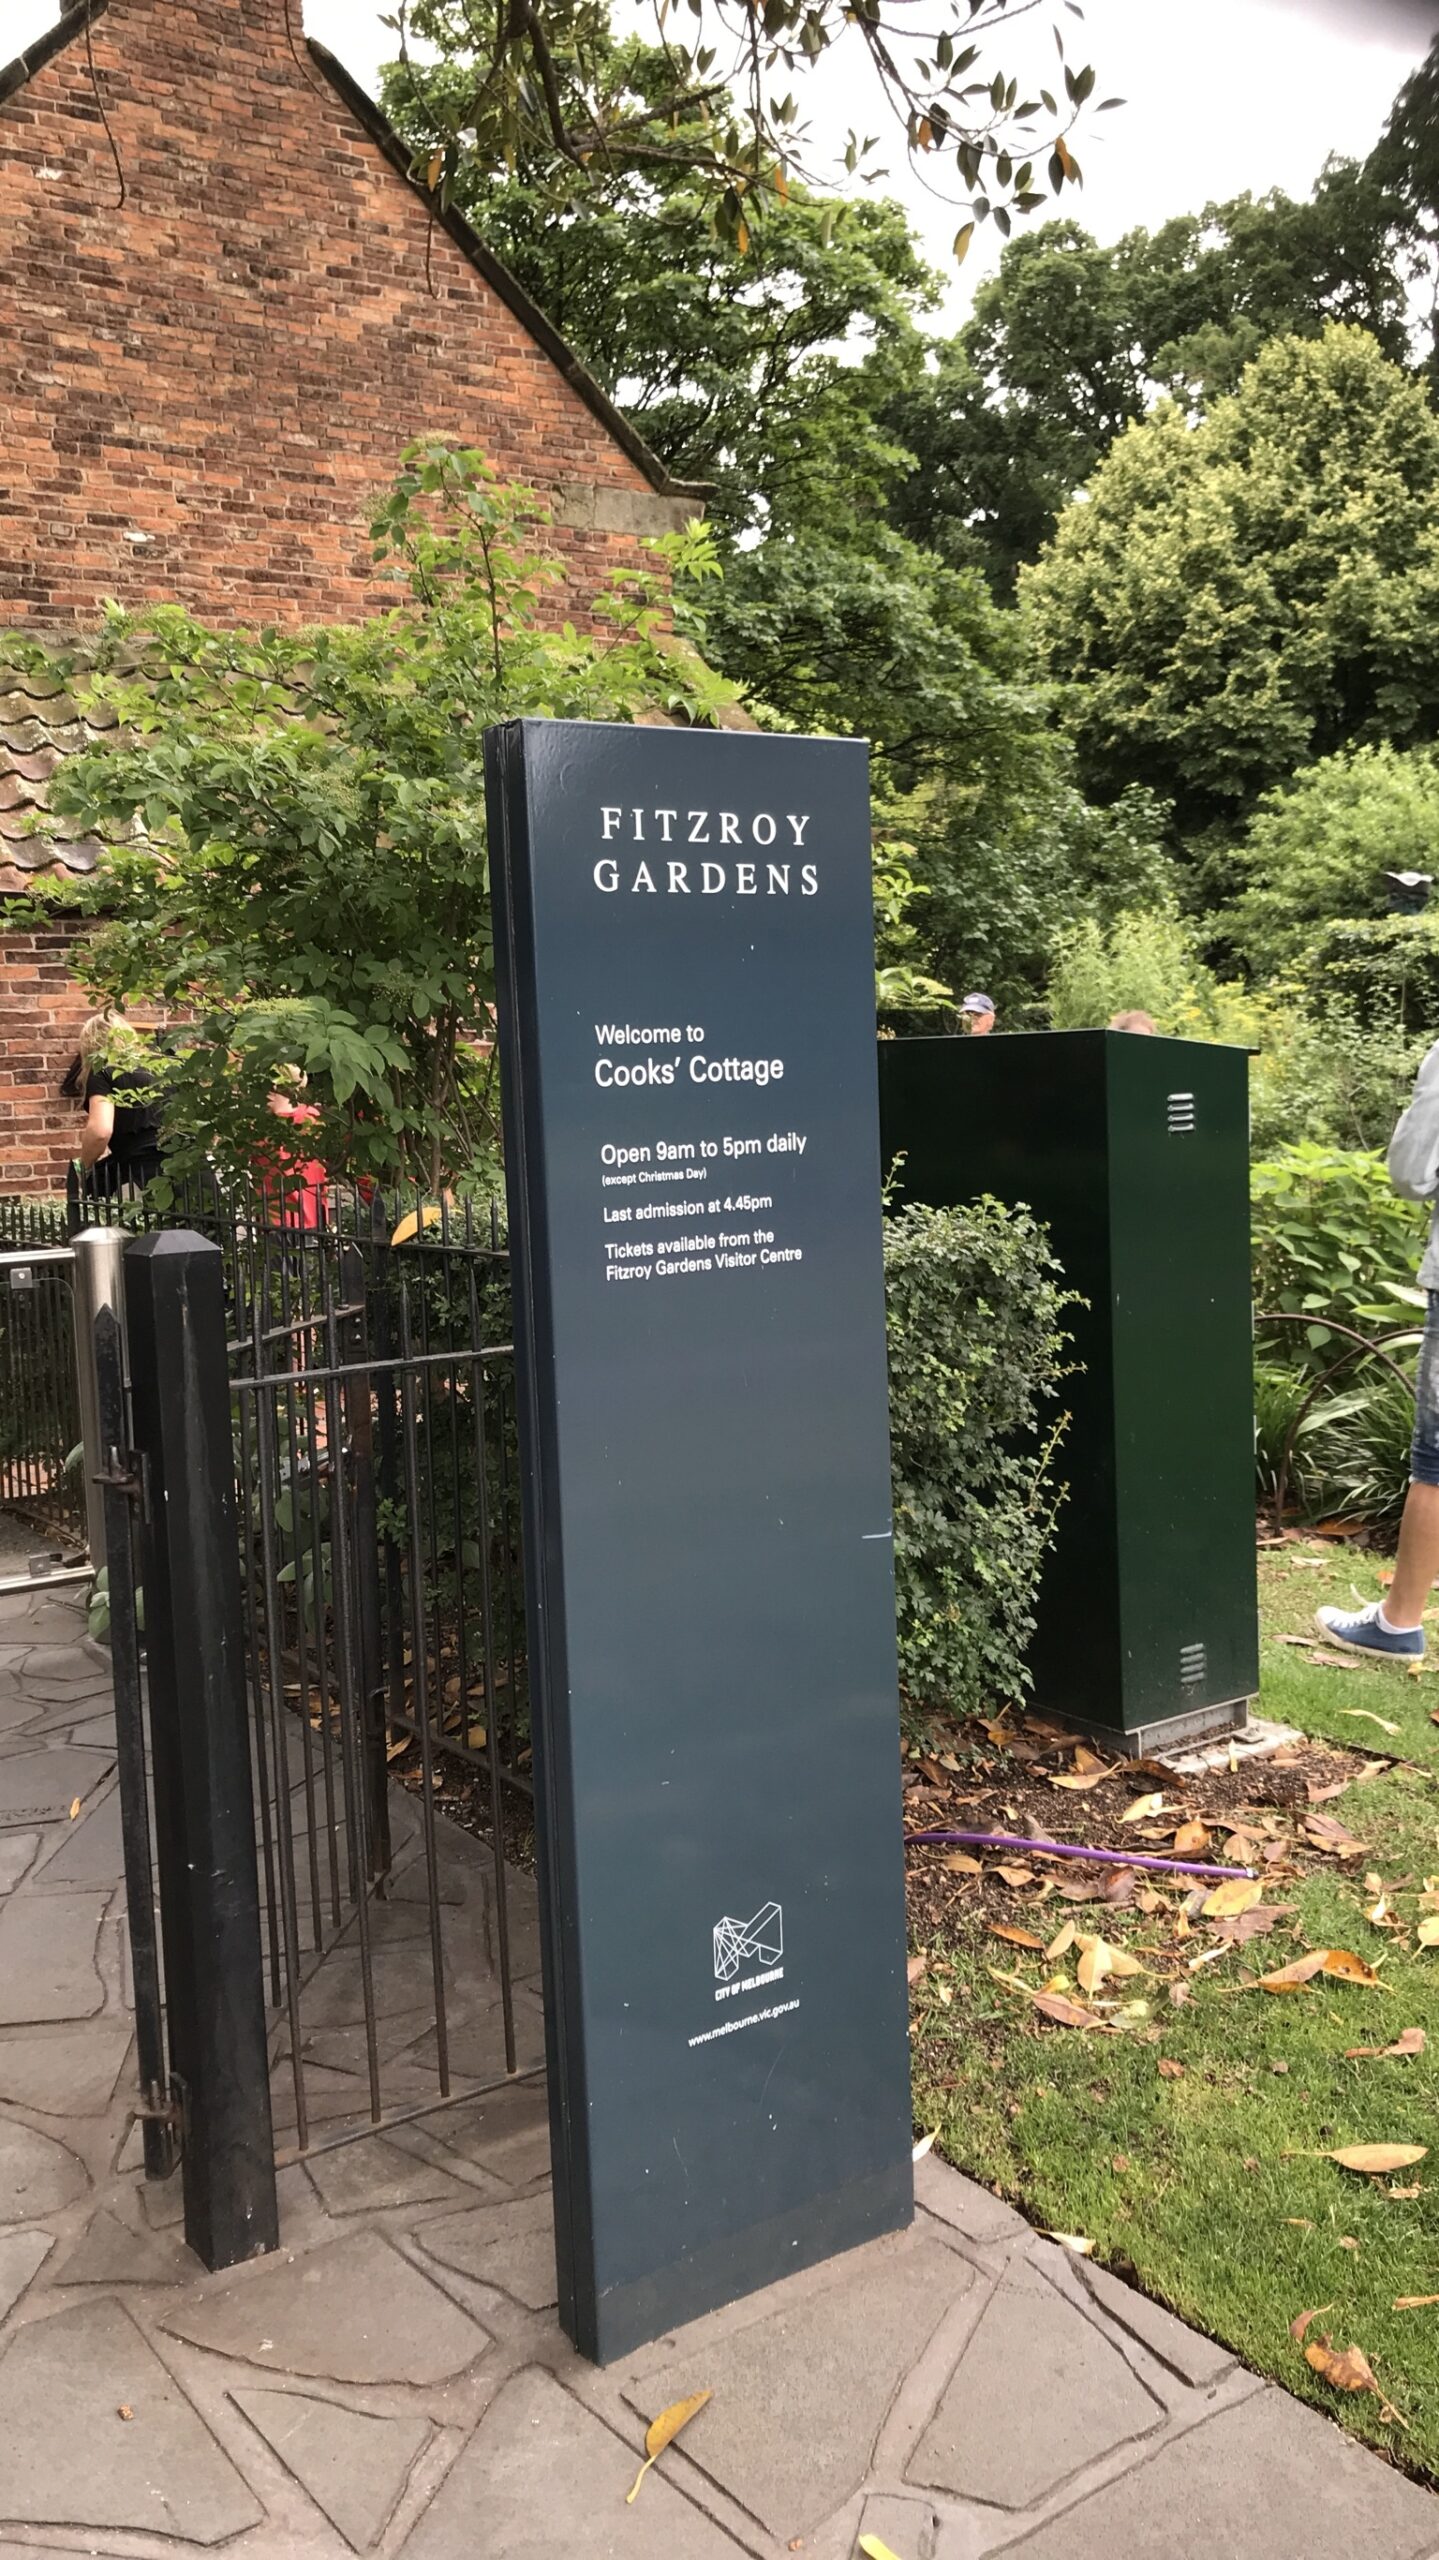 FITZROY
GARDENS
Welcome to
Cooks' Cottage
Open 9am to 5pm daily
(except Christmas Day)
Last admission at 4.45pm
Tickets available from the
Fitzroy Gardens Visitor Centre
CITY OF MELBOURNE
www.melbourne.vic.gov.au